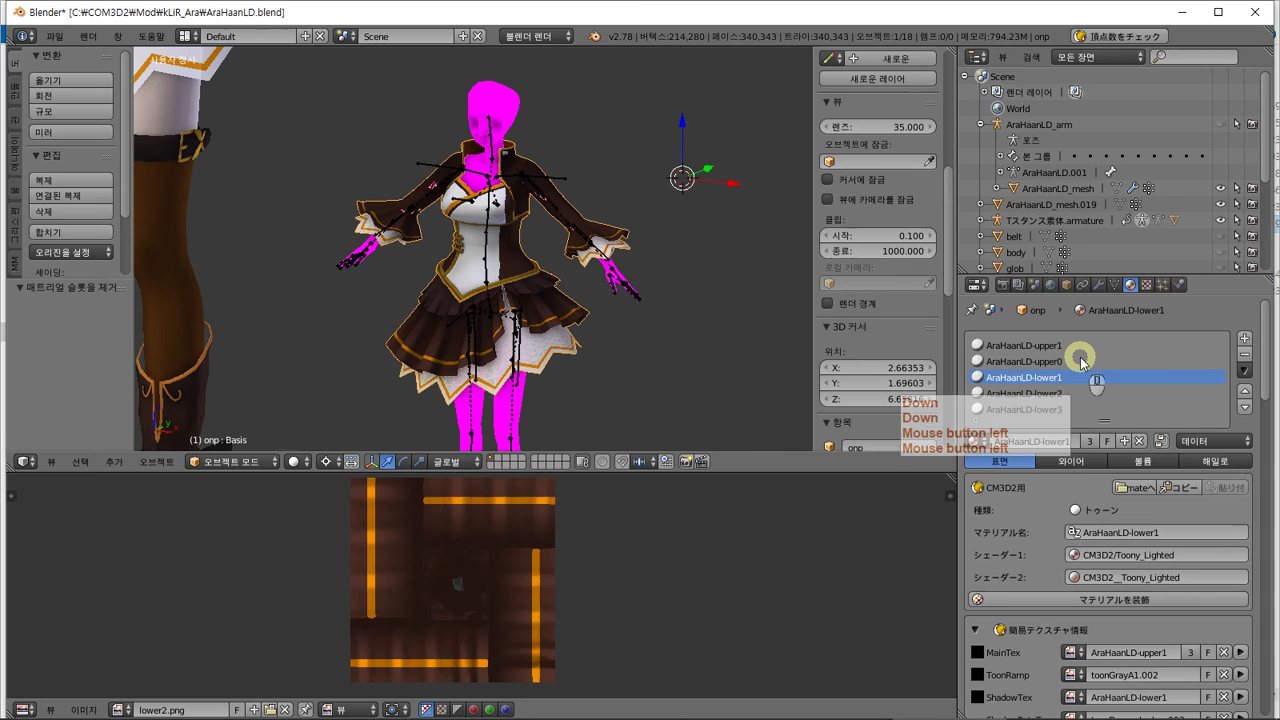 Blender* [C:₩COM3D2₩Mod₩kLiR_Ara₩AraHaanLD.blend]
파일 렌더 창 도움말 Default Scene 블렌더 렌더 v2.78 | 버텍스:214,280 | 페이스:340,343 | 트라이:340,343 | 오브젝트:1/18 | 램프:0/0 | 메모리:794.23M | onp 頂点数をチェック
변환
옮기기
회전
규모
미러
편집
복제
연결된 복제
삭제
합치기
오리진을 설정
셰이딩:
매트리얼 슬롯을 제거
(1) onp : Basis
뷰 선택 추가 오브젝트 오브젝트 모드 글로벌
새로운
새로운 레이어
뷰
렌즈: 35.000
오브젝트에 잠금:
커서에 잠금
뷰에 카메라를 잠금
클립:
시작: 0.100
종료: 1000.000
로컬 카메라:
렌더 경계
3D 커서
위치:
X: 2.66353
Y: 1.69603
Z:
항목
onp
Down
Down
Mouse button left
Mouse button left
뷰 검색 모든 장면
Scene
렌더 레이어
World
AraHaanLD_arm
포즈
본 그룹
AraHaanLD.001
AraHaanLD_mesh
AraHaanLD_mesh.019
Tスタンス素体.armature
belt
body
glob
onp AraHaanLD-lower1
AraHaanLD-upper1
AraHaanLD-upper0
AraHaanLD-lower1
AraHaanLD-lower2
AraHaanLD-lower3
AraHaanLD-lower1 3 F 데이터
표면 와이어 볼륨 해일로
CM3D2用 mateへ コピー 貼り付
種類: トゥーン
マテリアル名: AraHaanLD-lower1
シェーダー1: CM3D2/Toony_Lighted
シェーダー2: CM3D2__Toony_Lighted
マテリアルを装飾
簡易テクスチャ情報
MainTex AraHaanLD-upper1 3 F
ToonRamp toonGrayA1.002 F
ShadowTex AraHaanLD-lower1 F
뷰 이미지 lower2.png F 뷰